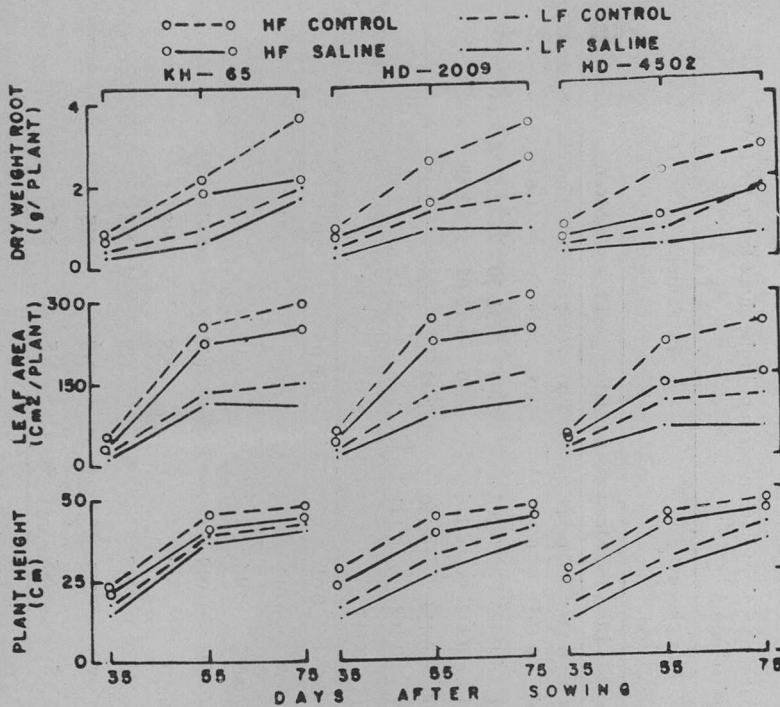 HF CONTROL
LF CONTROL
HF SALINE
LF SALINE
KH-65
HD-2009
HD-4502
DRY WEIGHT ROOT
(g/PLANT)
4
2
0
LEAF AREA
(Cm2/PLANT)
300
150
0
PLANT HEIGHT
(Cm)
50
25
0
35 55 75 35 55 75 35 55 75
DAYS AFTER SOWING